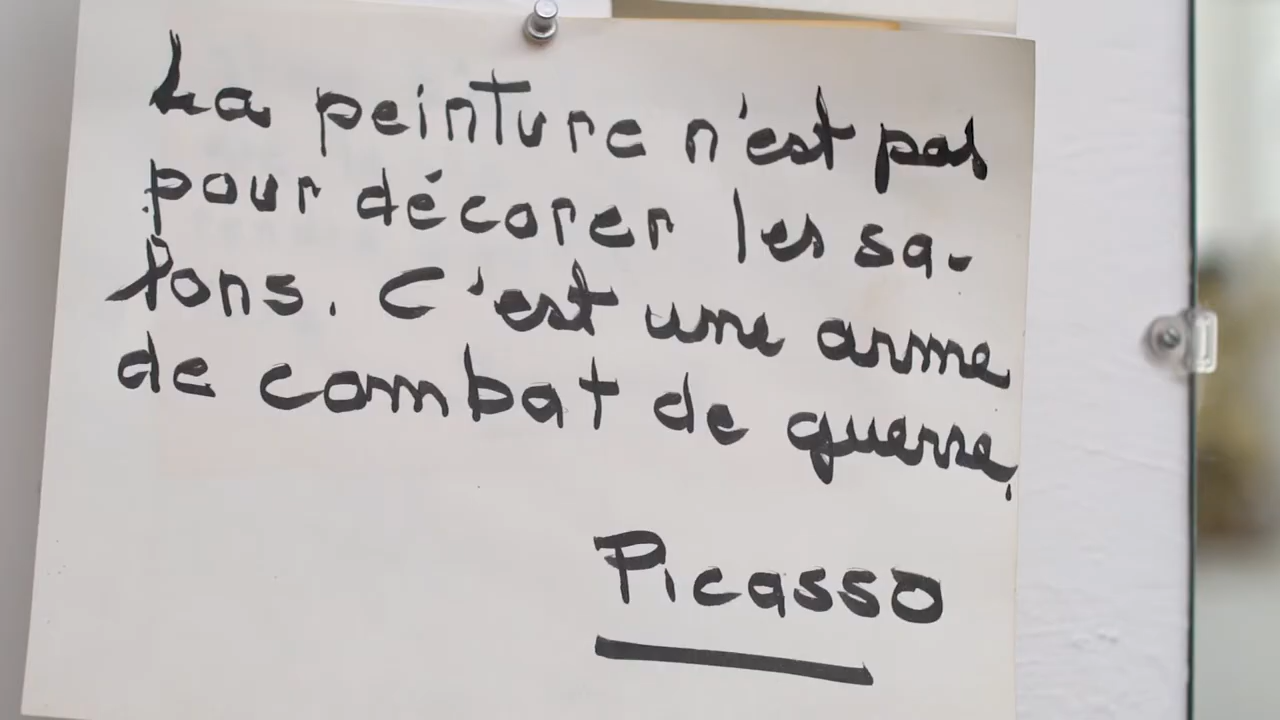 La peinture n'est pas
pour décorer les sa-
lons. C'est une arme
de combat de guerre.
Picasso